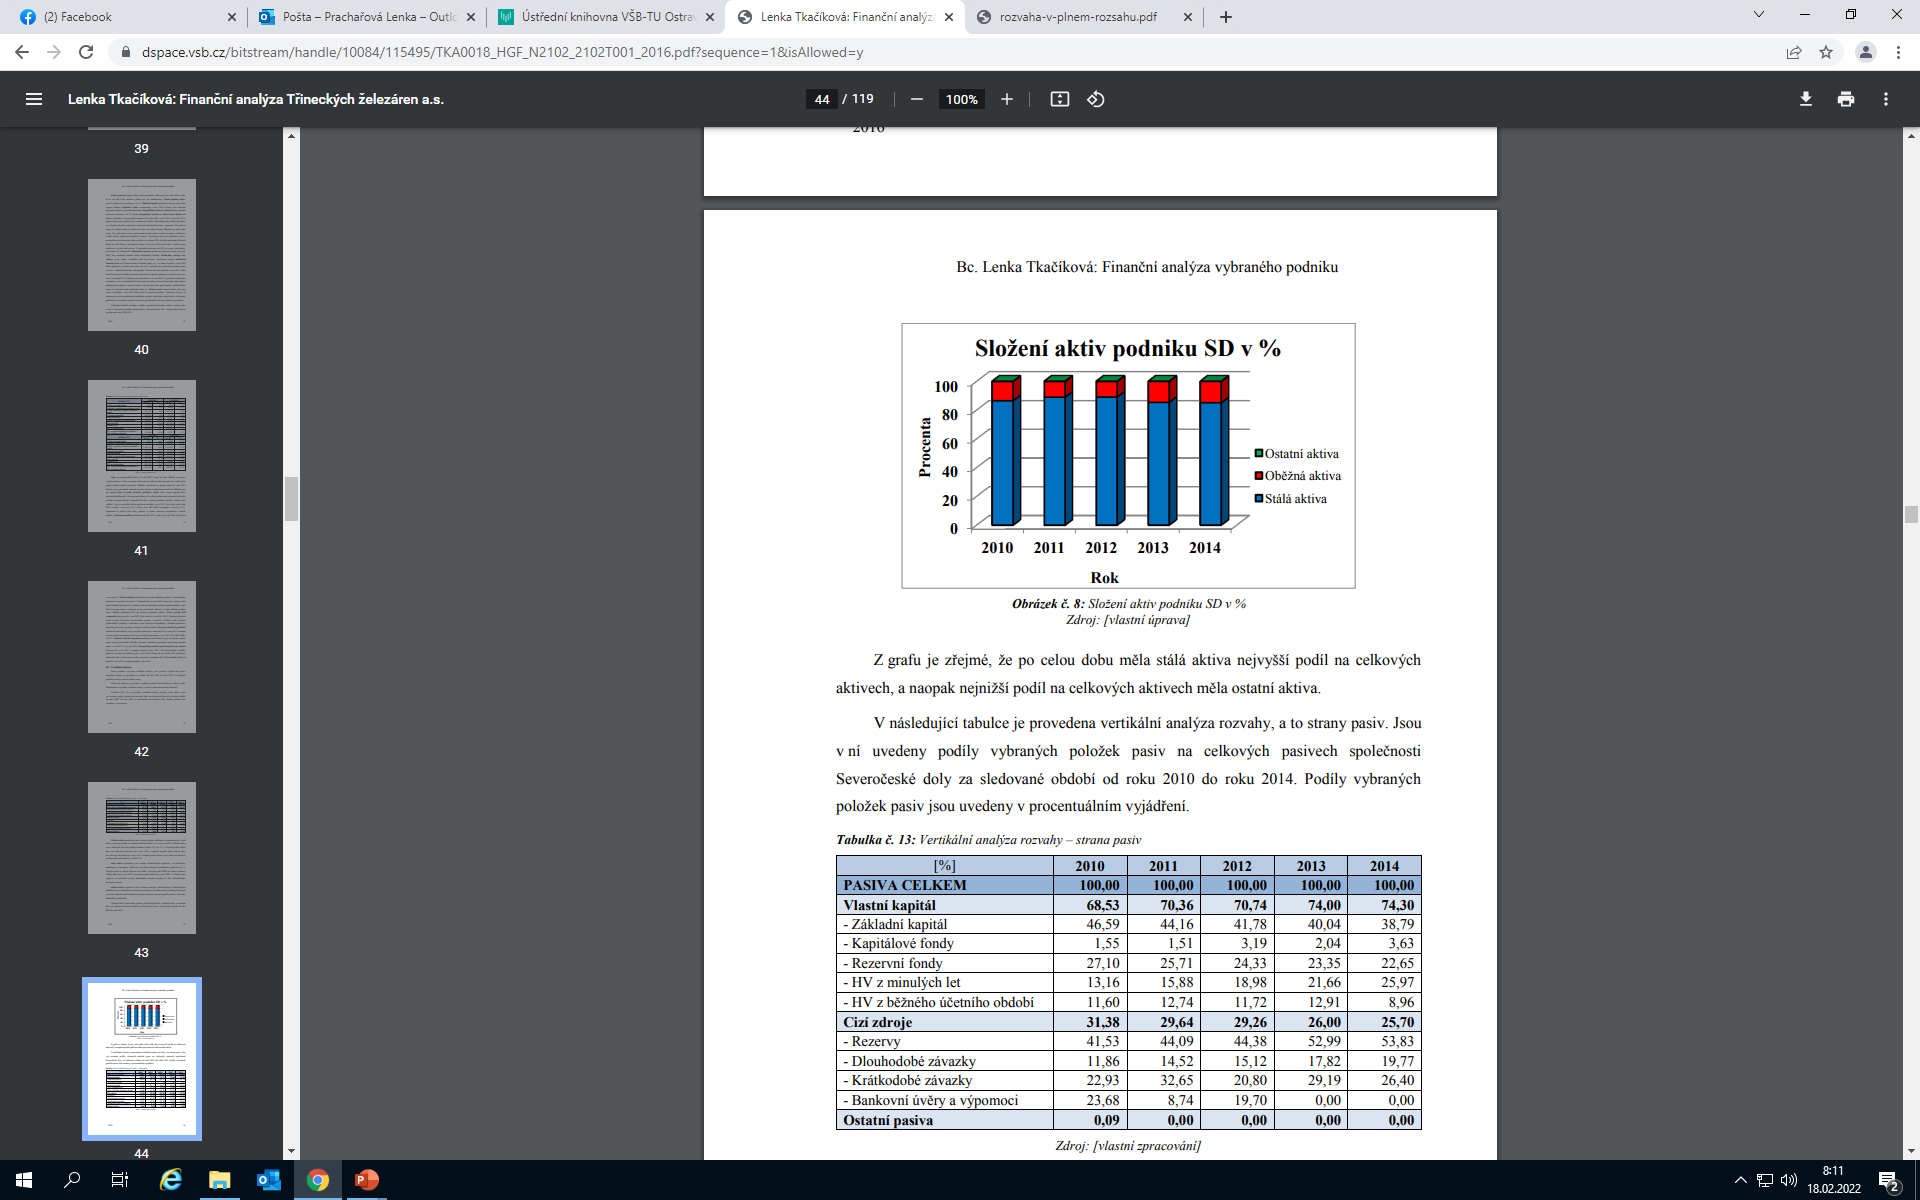 (2) Facebook
Pošta – Prachařová Lenka – Outlo
Ústřední knihovna VŠB-TU Ostra
Lenka Tkačíková: Finanční analýz
rozvaha-v-plnem-rozsahu.pdf
dspace.vsb.cz/bitstream/handle/10084/115495/TKA0018_HGF_N2102_2102T001_2016.pdf?sequence=1&isAllowed=y
Lenka Tkačíková: Finanční analýza Třineckých železáren a.s.
44 / 119
100%
39
40
41
42
43
44
2016
Bc. Lenka Tkačíková: Finanční analýza vybraného podniku
Složení aktiv podniku SD v %
Procenta
100
80
60
40
20
0
2010 2011 2012 2013 2014
Rok
Ostatní aktiva
Oběžná aktiva
Stálá aktiva
Obrázek č. 8: Složení aktiv podniku SD v %
Zdroj: [vlastní úprava]
Z grafu je zřejmé, že po celou dobu měla stálá aktiva nejvyšší podíl na celkových
aktivech, a naopak nejnižší podíl na celkových aktivech měla ostatní aktiva.
V následující tabulce je provedena vertikální analýza rozvahy, a to strany pasiv. Jsou
v ní uvedeny podíly vybraných položek pasiv na celkových pasivech společnosti
Severočeské doly za sledované období od roku 2010 do roku 2014. Podíly vybraných
položek pasiv jsou uvedeny v procentuálním vyjádření.
Tabulka č. 13: Vertikální analýza rozvahy – strana pasiv
[%] 2010 2011 2012 2013 2014
PASIVA CELKEM 100,00 100,00 100,00 100,00 100,00
Vlastní kapitál 68,53 70,36 70,74 74,00 74,30
- Základní kapitál 46,59 44,16 41,78 40,04 38,79
- Kapitálové fondy 1,55 1,51 3,19 2,04 3,63
- Rezervní fondy 27,10 25,71 24,33 23,35 22,65
- HV z minulých let 13,16 15,88 18,98 21,66 25,97
- HV z běžného účetního období 11,60 12,74 11,72 12,91 8,96
Cizí zdroje 31,38 29,64 29,26 26,00 25,70
- Rezervy 41,53 44,09 44,38 52,99 53,83
- Dlouhodobé závazky 11,86 14,52 15,12 17,82 19,77
- Krátkodobé závazky 22,93 32,65 20,80 29,19 26,40
- Bankovní úvěry a výpomoci 23,68 8,74 19,70 0,00 0,00
Ostatní pasiva 0,09 0,00 0,00 0,00 0,00
Zdroj: [vlastní zpracování]
8:11
18.02.2022
2